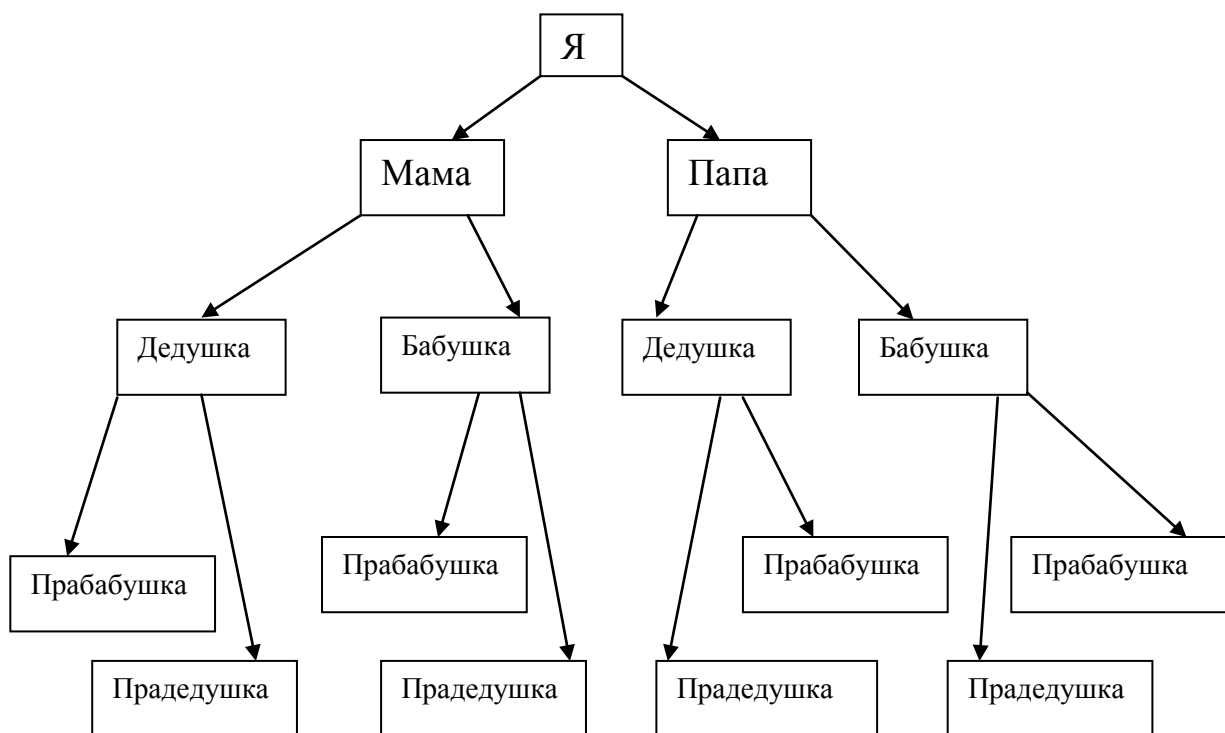 Я
Мама
Папа
Дедушка
Бабушка
Дедушка
Бабушка
Прабабушка
Прабабушка
Прабабушка
Прабабушка
Прадедушка
Прадедушка
Прадедушка
Прадедушка